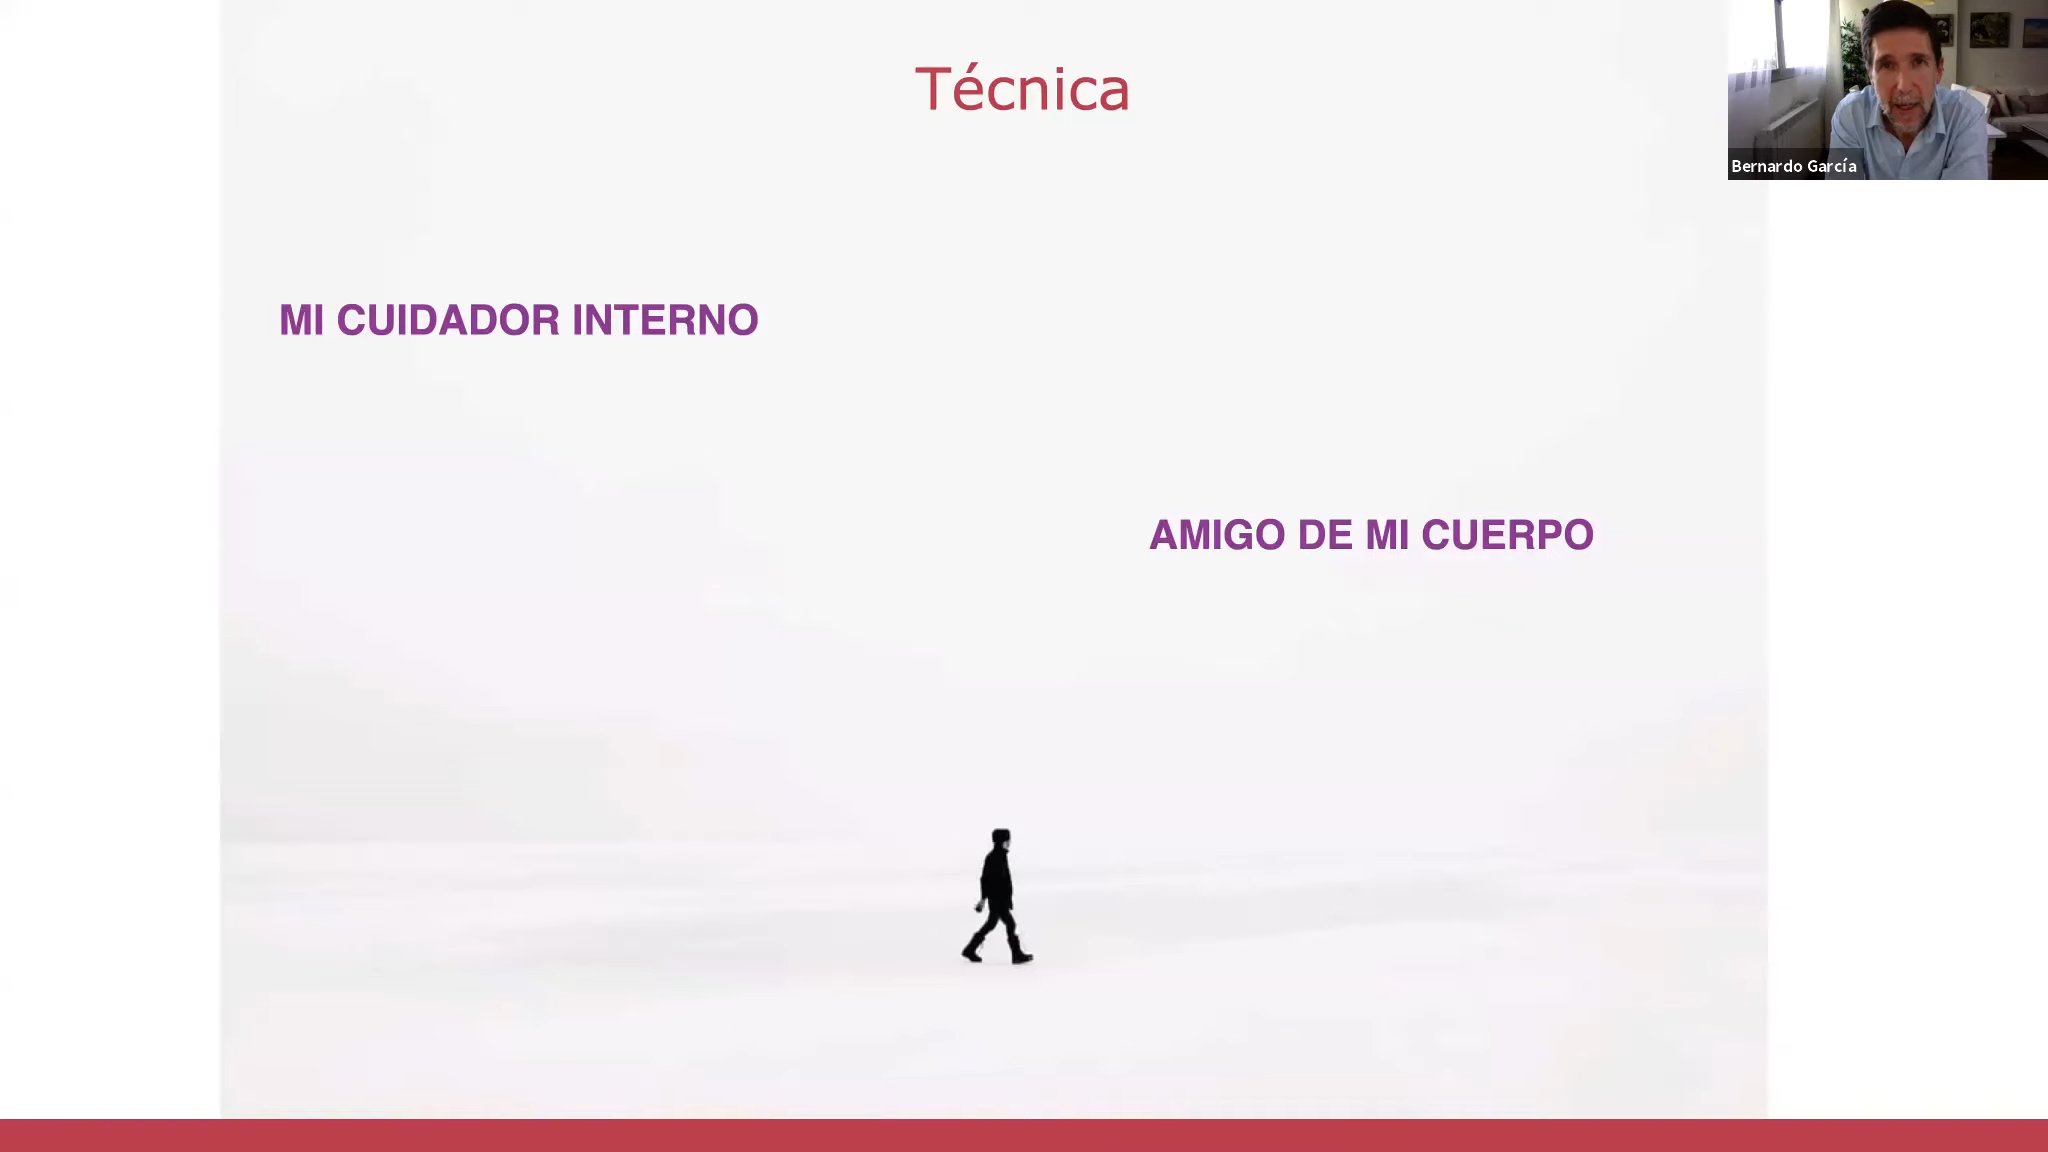 Técnica
Bernardo García
MI CUIDADOR INTERNO
AMIGO DE MI CUERPO